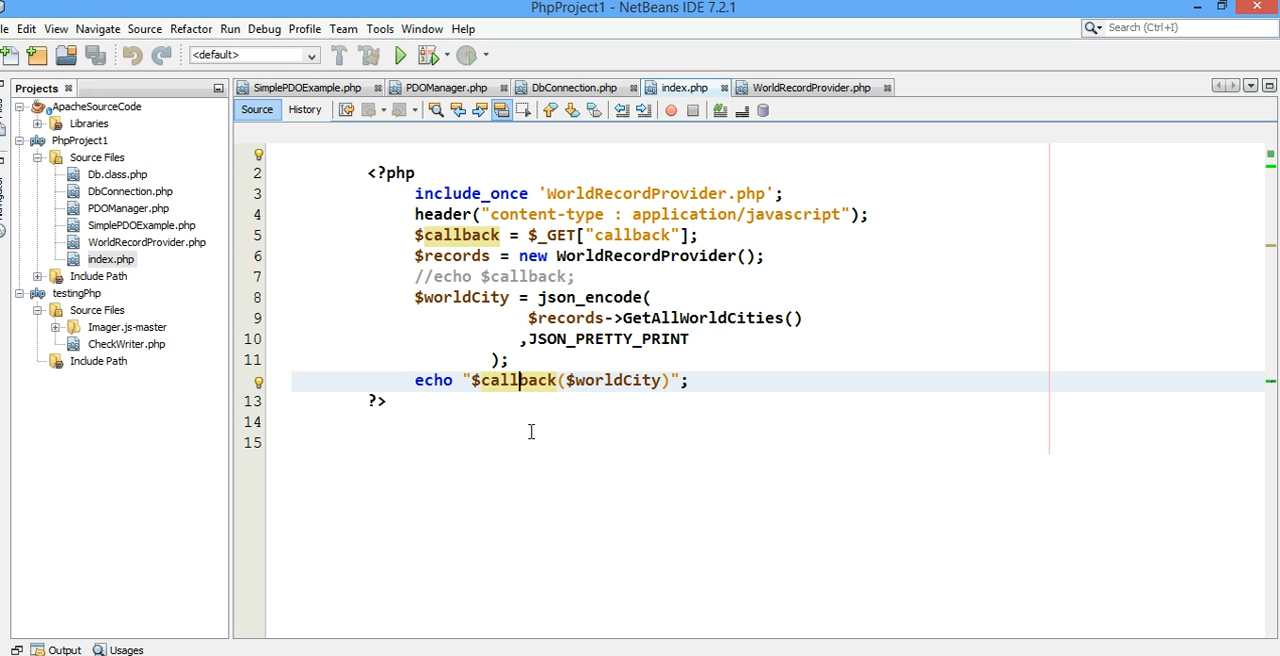 PhpProject1 - NetBeans IDE 7.2.1
le Edit View Navigate Source Refactor Run Debug Profile Team Tools Window Help
Search (Ctrl+I)
<default>
Projects
SimplePDOExample.php PDOManager.php DbConnection.php index.php WorldRecordProvider.php
Source History
ApacheSourceCode
Libraries
PhpProject1
Source Files
Db.class.php
DbConnection.php
PDOManager.php
SimplePDOExample.php
WorldRecordProvider.php
index.php
Include Path
testingPhp
Source Files
Imager.js-master
CheckWriter.php
Include Path
2 <?php
3 include_once 'WorldRecordProvider.php';
4 header("content-type : application/javascript");
5 $callback = $_GET["callback"];
6 $records = new WorldRecordProvider();
7 //echo $callback;
8 $worldCity = json_encode(
9 $records->GetAllWorldCities()
10 ,JSON_PRETTY_PRINT
11 );
echo "$callback($worldCity)";
13 ?>
14
15
Output Usages